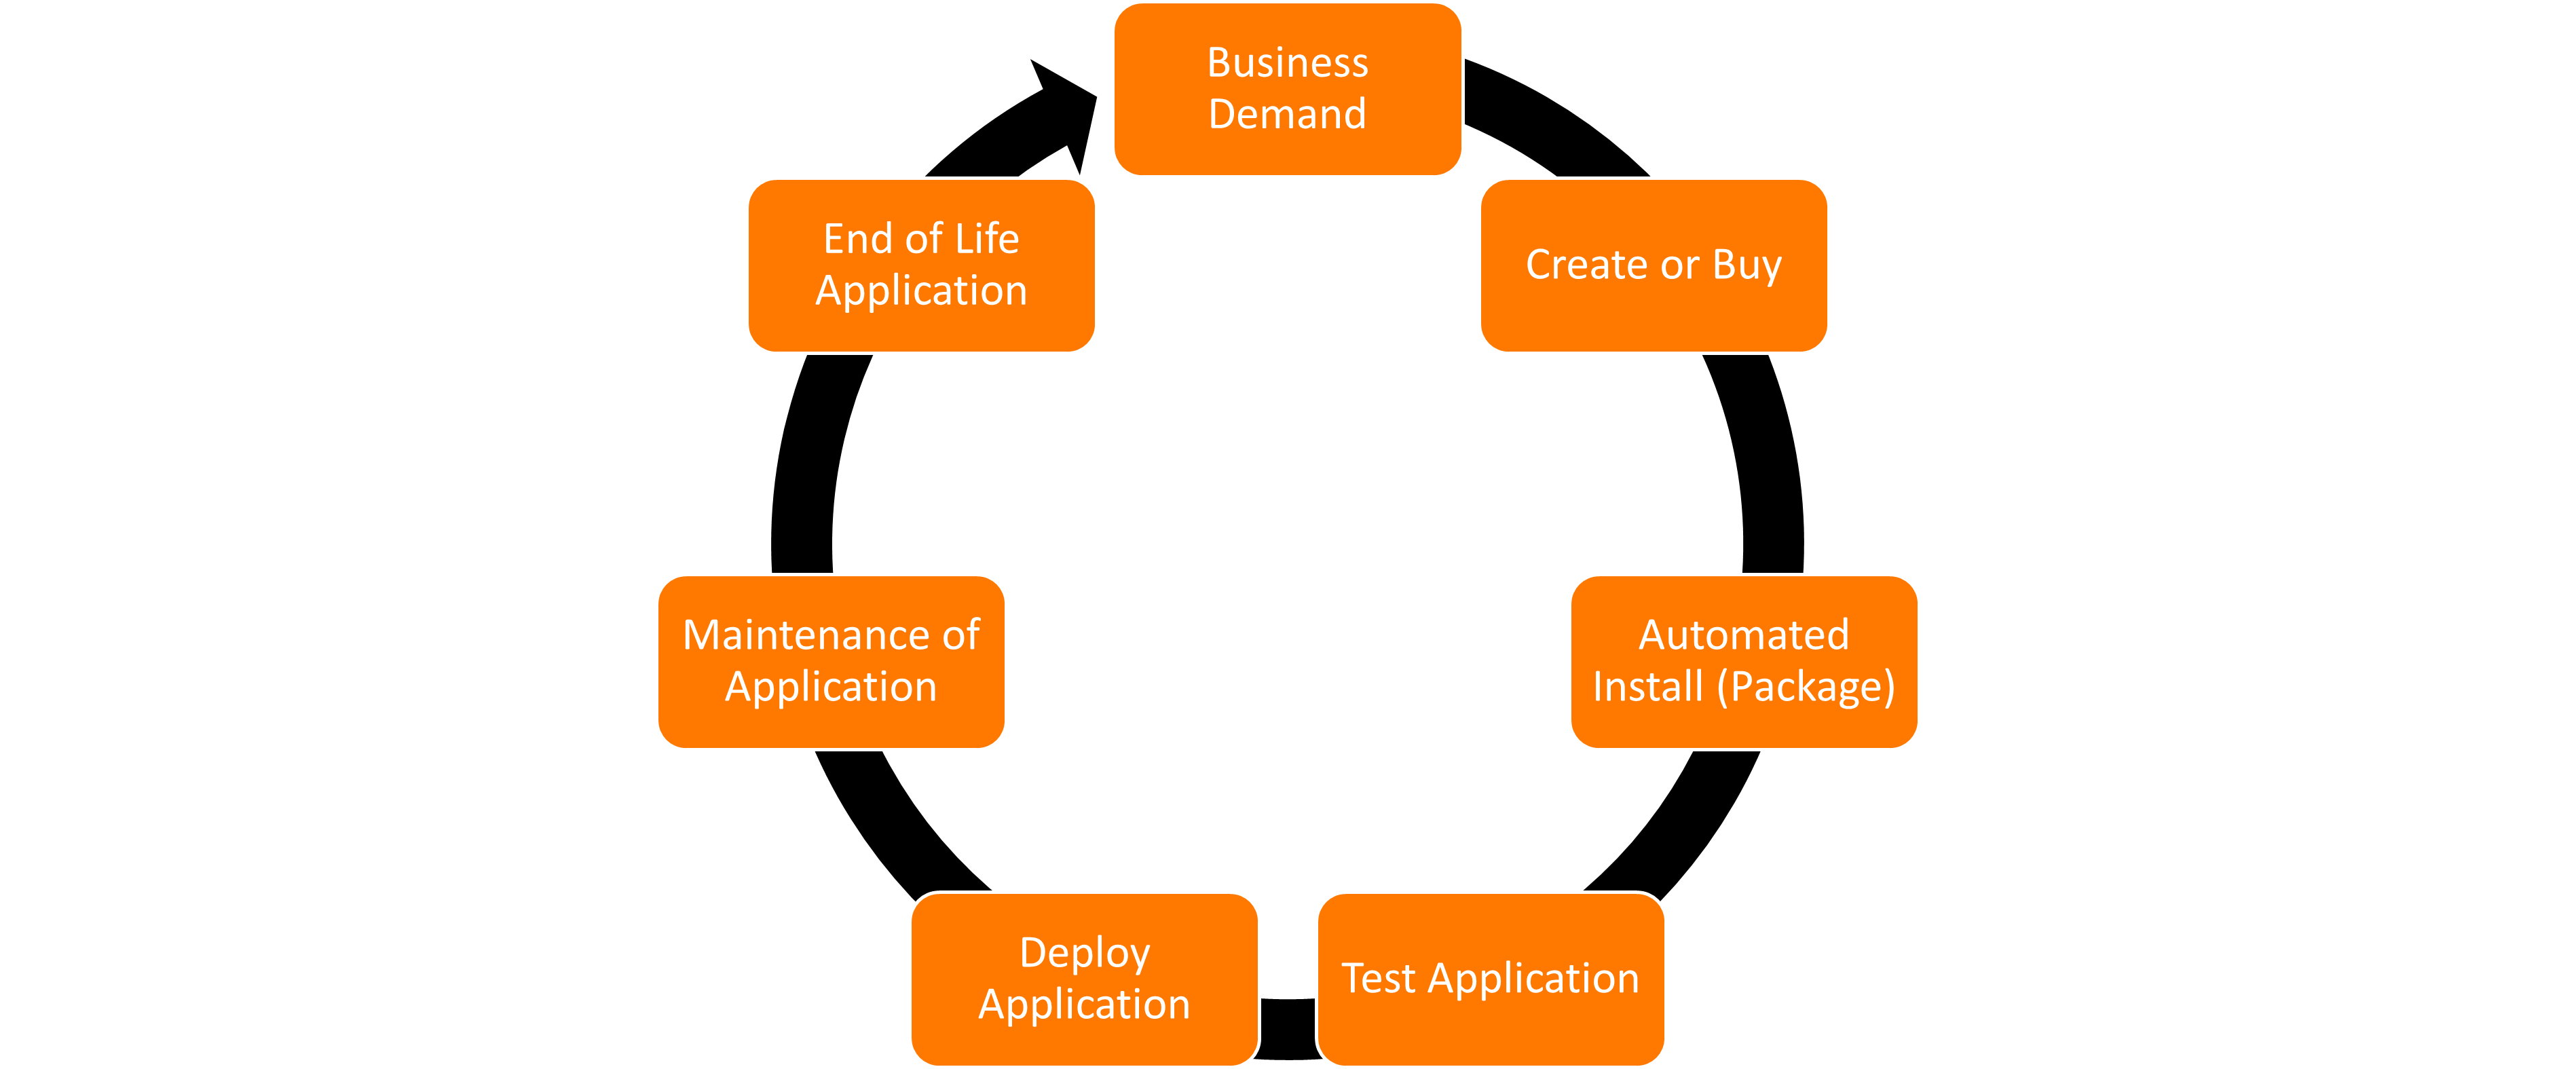 Business
Demand
Create or Buy
Automated
Install (Package)
Test Application
Deploy
Application
Maintenance of
Application
End of Life
Application